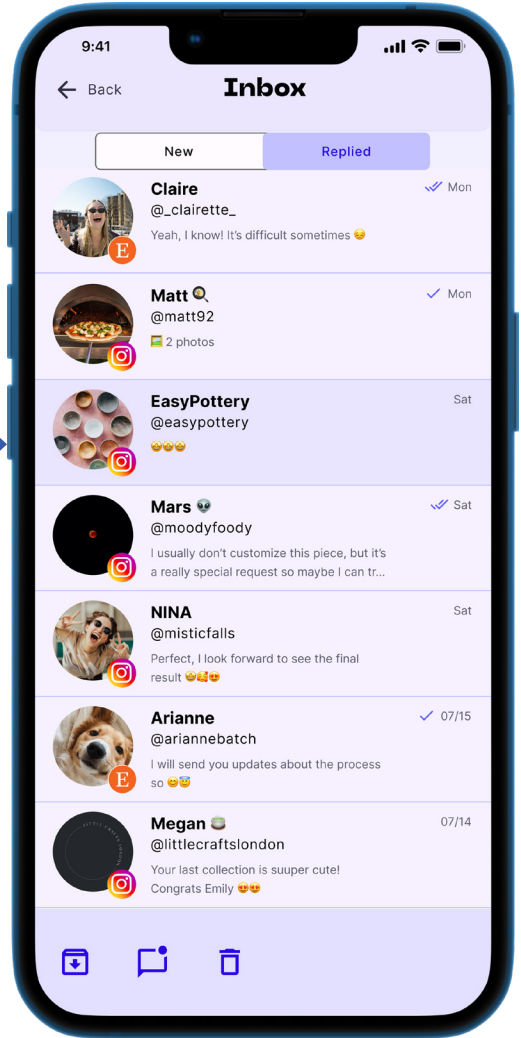 9:41
Back
Inbox
New
Replied
Claire
Mon
@_clairette_
Yeah, I know! It's difficult sometimes 😔
E
Matt 🍳
Mon
@matt92
🖼️ 2 photos
EasyPottery
Sat
@easypottery
🤩🤩🤩
Mars 👽
Sat
@moodyfoody
I usually don't customize this piece, but it's
a really special request so maybe I can tr...
NINA
Sat
@misticfalls
Perfect, I look forward to see the final
result 🤩🥰😍
Arianne
07/15
@ariannebatch
I will send you updates about the process
so 😊😇
E
Megan 🍵
07/14
@littlecraftslondon
Your last collection is suuper cute!
Congrats Emily 😍😍
LITTLE CRAFTS LONDON